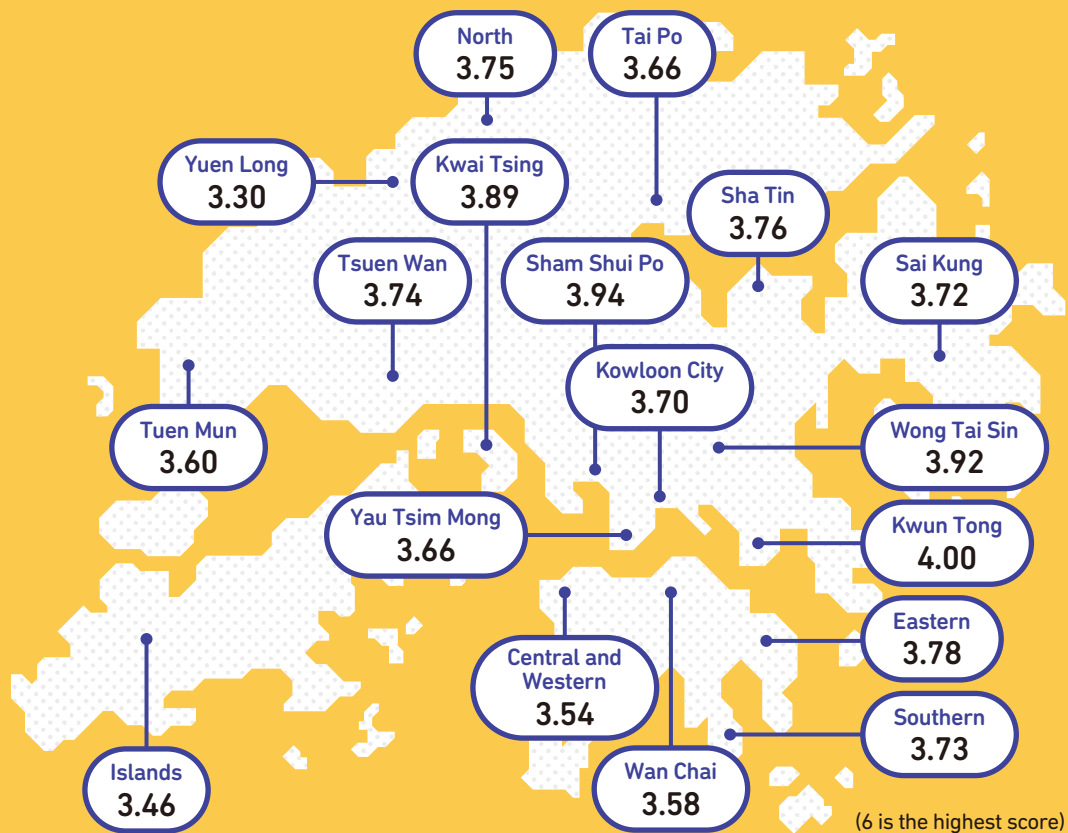 North
3.75
Tai Po
3.66
Yuen Long
3.30
Kwai Tsing
3.89
Sha Tin
3.76
Tsuen Wan
3.74
Sham Shui Po
3.94
Sai Kung
3.72
Kowloon City
3.70
Tuen Mun
3.60
Wong Tai Sin
3.92
Yau Tsim Mong
3.66
Kwun Tong
4.00
Eastern
3.78
Central and
Western
3.54
Southern
3.73
Islands
3.46
Wan Chai
3.58
(6 is the highest score)